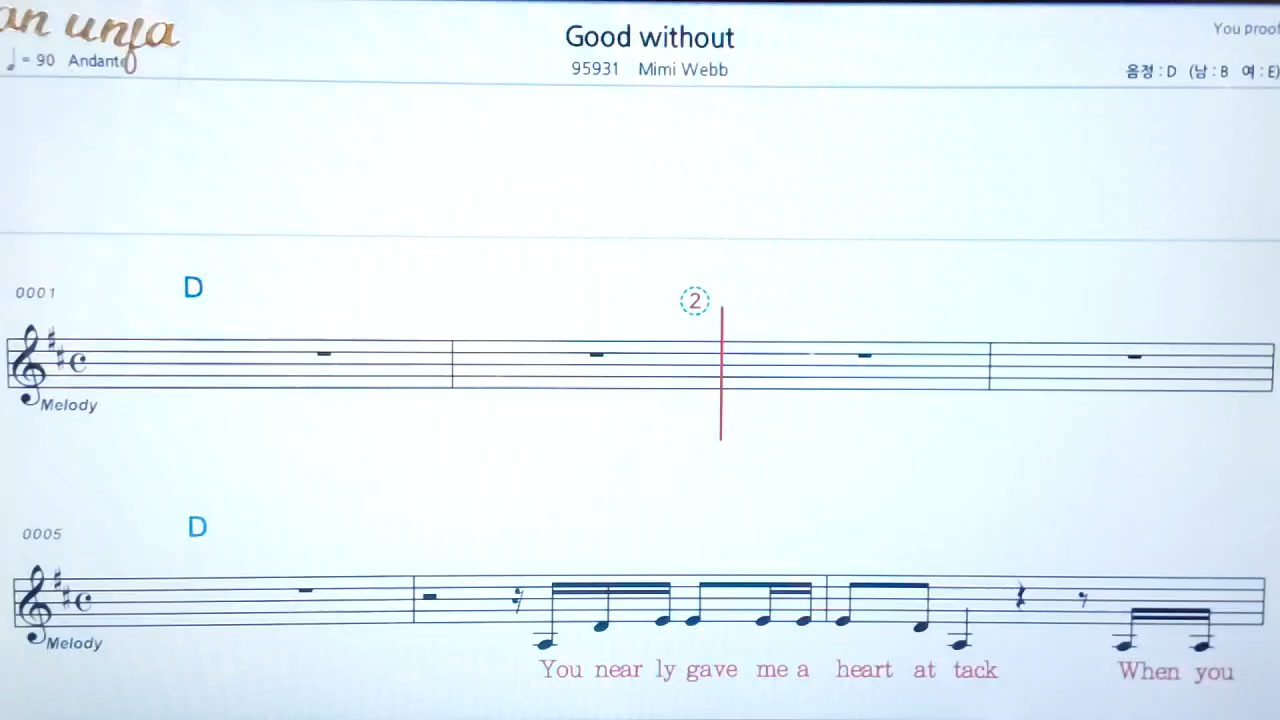 an unfa
Good without
You proof
♩ = 90 Andante
95931 Mimi Webb
음정 : D (남 : B 여 : E)
0001
D
2
Melody
0005
D
Melody
You near ly gave me a heart at tack When you